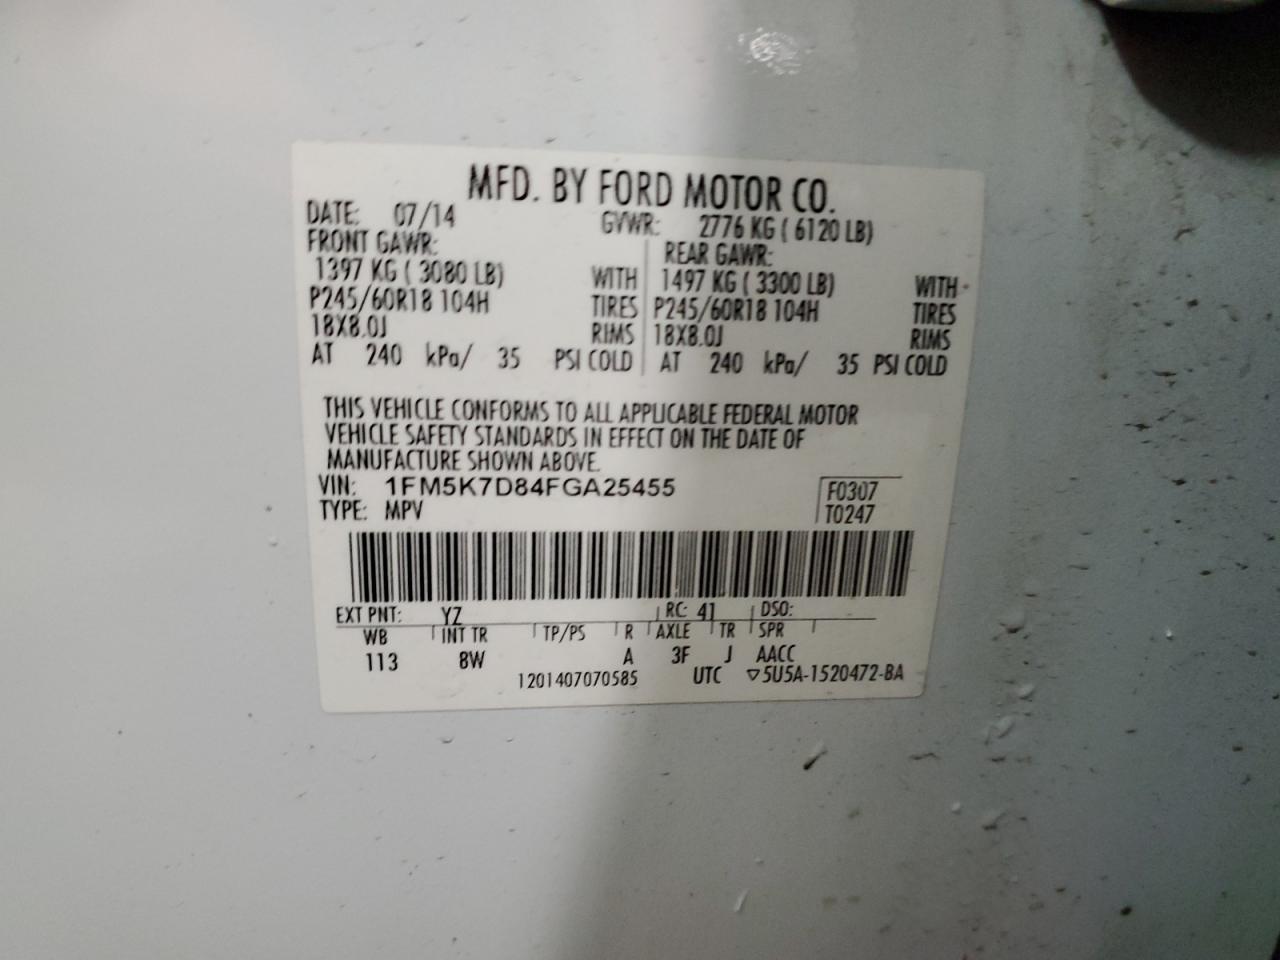 MFD. BY FORD MOTOR CO.
DATE: 07/14 GVWR: 2776 KG ( 6120 LB)
FRONT GAWR: REAR GAWR:
1397 KG ( 3080 LB) WITH 1497 KG ( 3300 LB) WITH
P245/60R18 104H TIRES P245/60R18 104H TIRES
18X8.0J RIMS 18X8.0J RIMS
AT 240 kPa/ 35 PSI COLD AT 240 kPa/ 35 PSI COLD
THIS VEHICLE CONFORMS TO ALL APPLICABLE FEDERAL MOTOR
VEHICLE SAFETY STANDARDS IN EFFECT ON THE DATE OF
MANUFACTURE SHOWN ABOVE.
VIN: 1FM5K7D84FGA25455 F0307
TYPE: MPV T0247
EXT PNT: YZ RC: 41 DSO:
WB INT TR TP/PS R AXLE TR SPR
113 8W A 3F J AACC
1201407070585 UTC ▽5U5A-1520472-BA